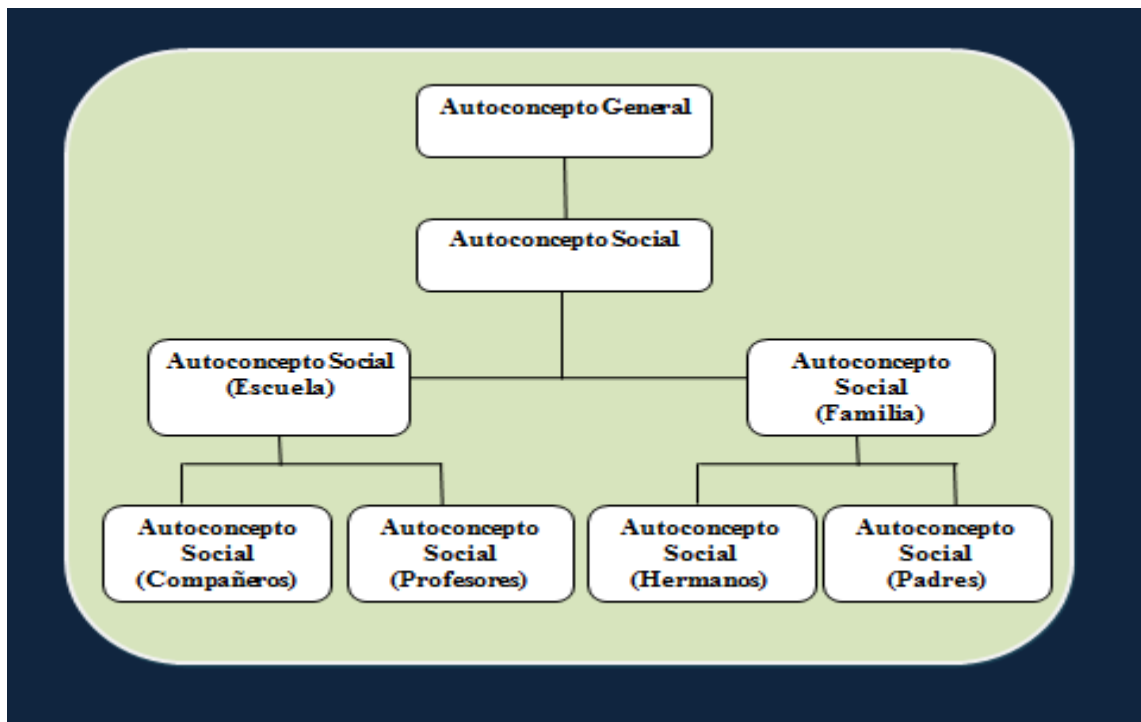 Autoconcepto General
Autoconcepto Social
Autoconcepto Social
(Escuela)
Autoconcepto
Social
(Familia)
Autoconcepto
Social
(Compañeros)
Autoconcepto
Social
(Profesores)
Autoconcepto
Social
(Hermanos)
Autoconcepto
Social
(Padres)